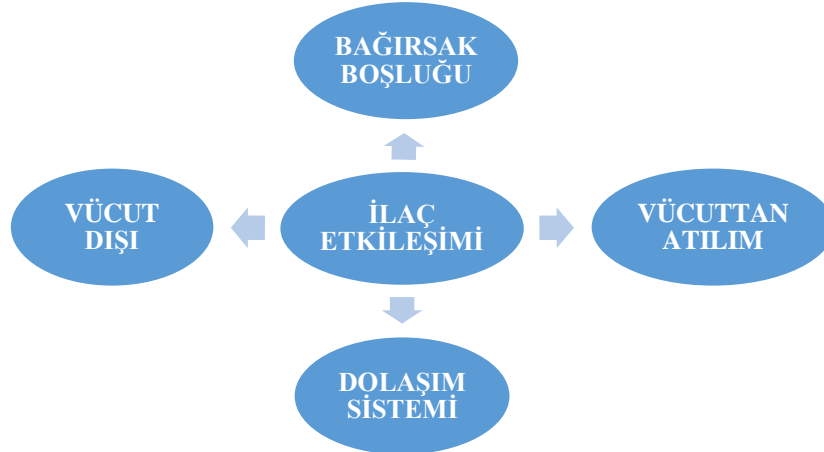 BAĞIRSAK
BOŞLUĞU
VÜCUT
DIŞI
İLAÇ
ETKİLEŞİMİ
VÜCUTTAN
ATILIM
DOLAŞIM
SİSTEMİ